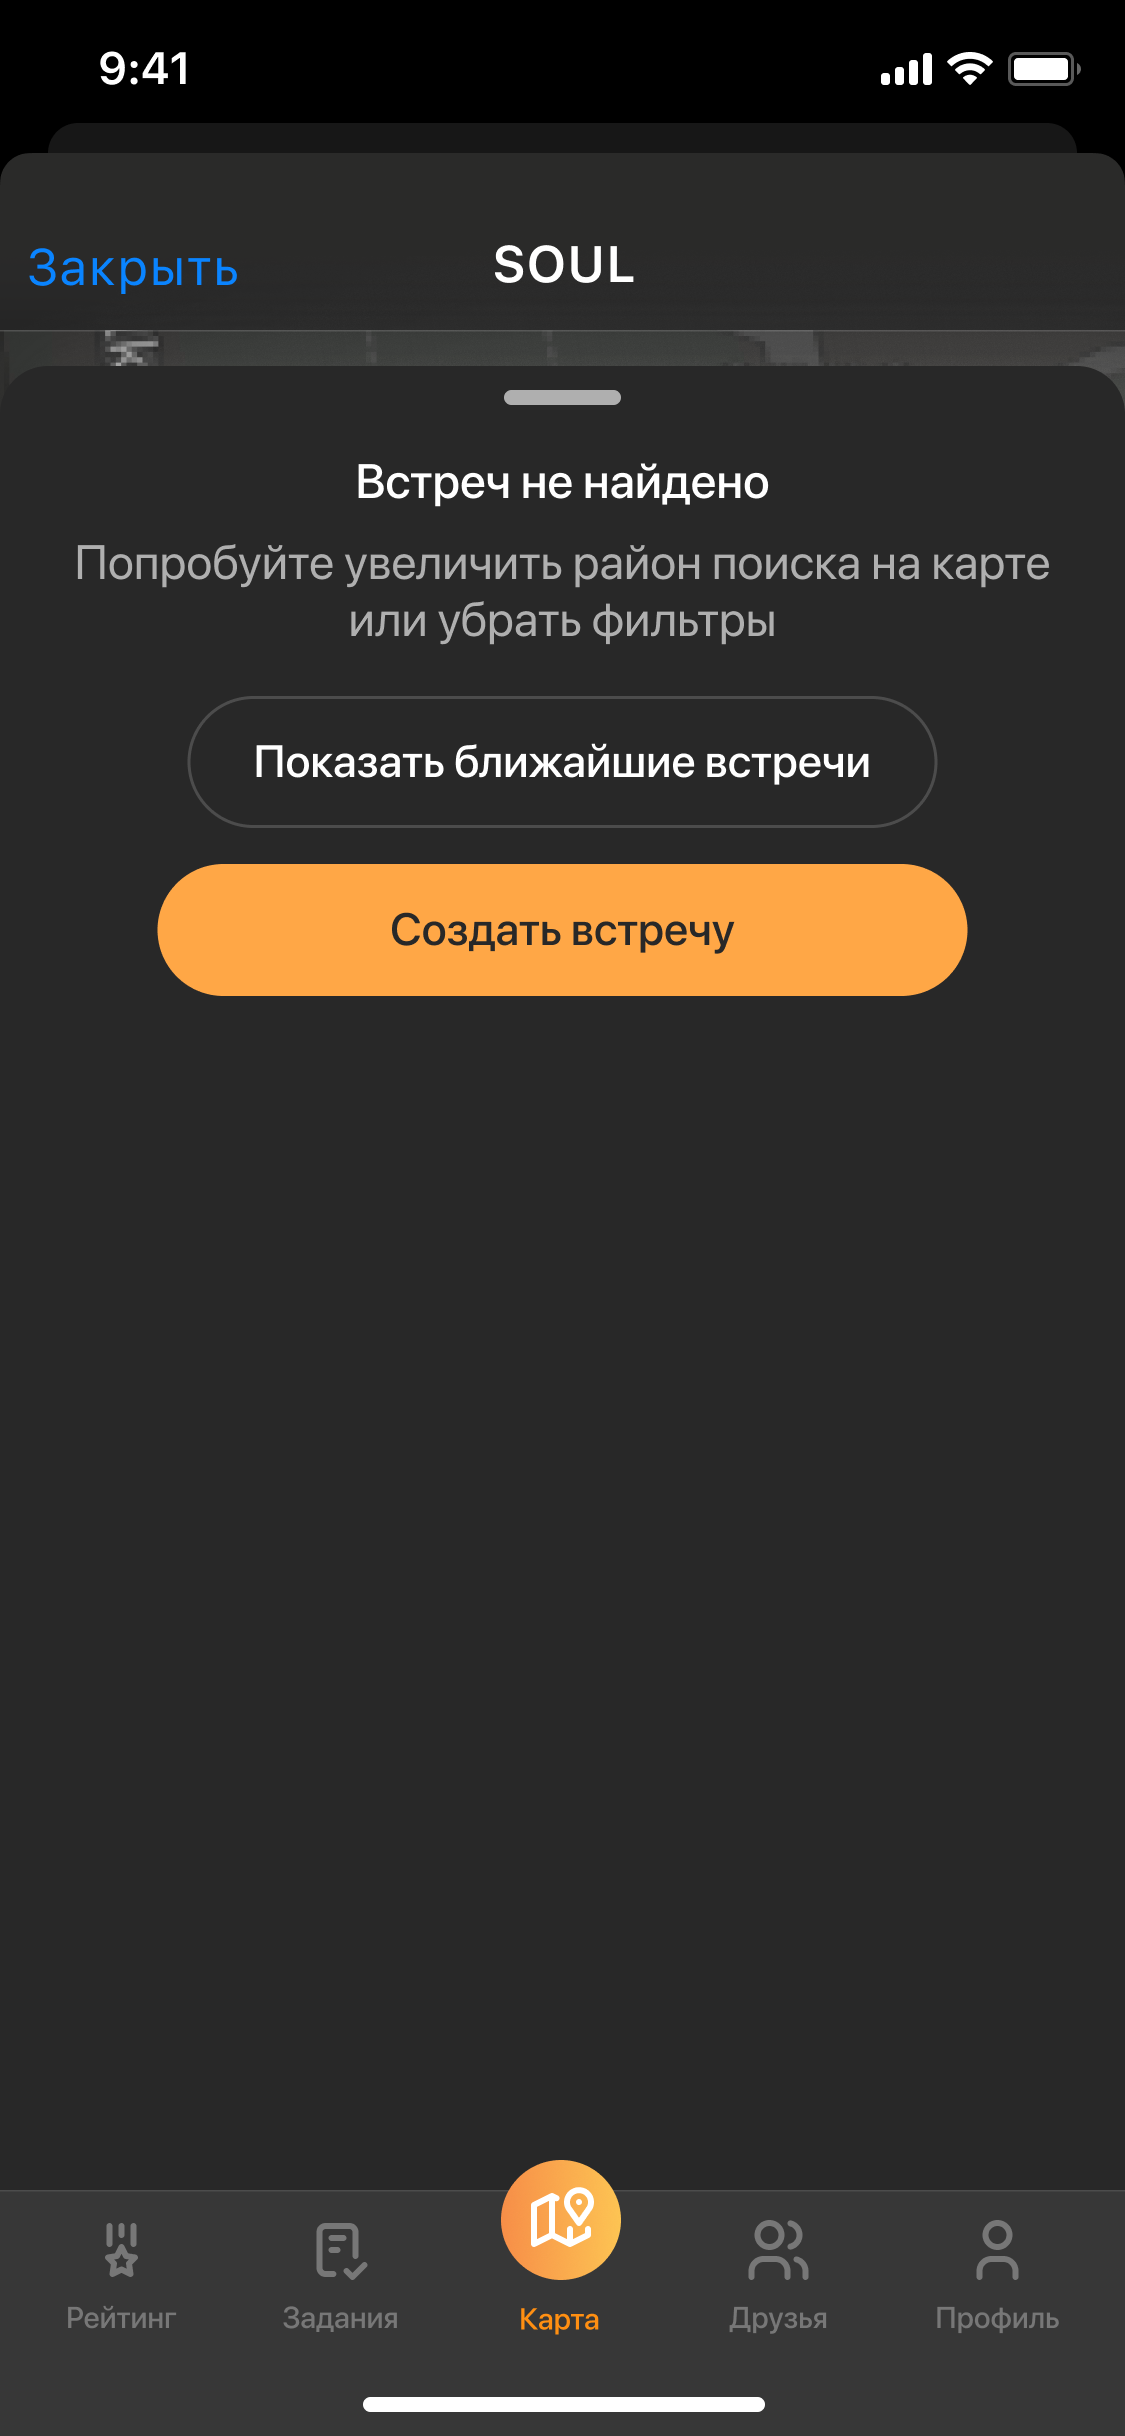 9:41
Закрыть
SOUL
Встреч не найдено
Попробуйте увеличить район поиска на карте
или убрать фильтры
Показать ближайшие встречи
Создать встречу
Рейтинг
Задания
Карта
Друзья
Профиль